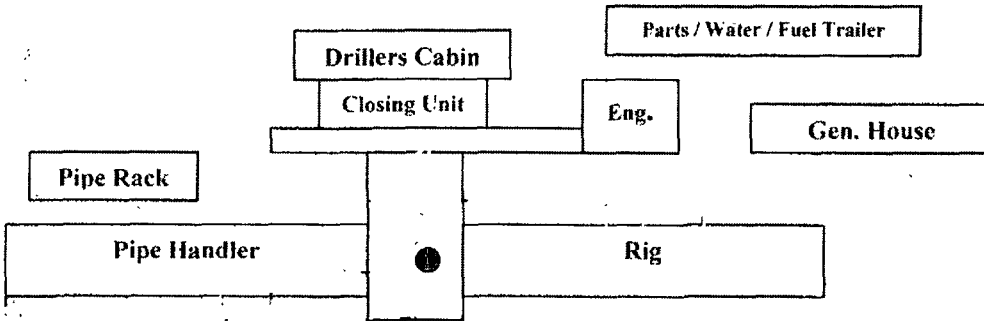 Parts / Water / Fuel Trailer
Drillers Cabin
Closing Unit
Eng.
Gen. House
Pipe Rack
Pipe Handler
Rig